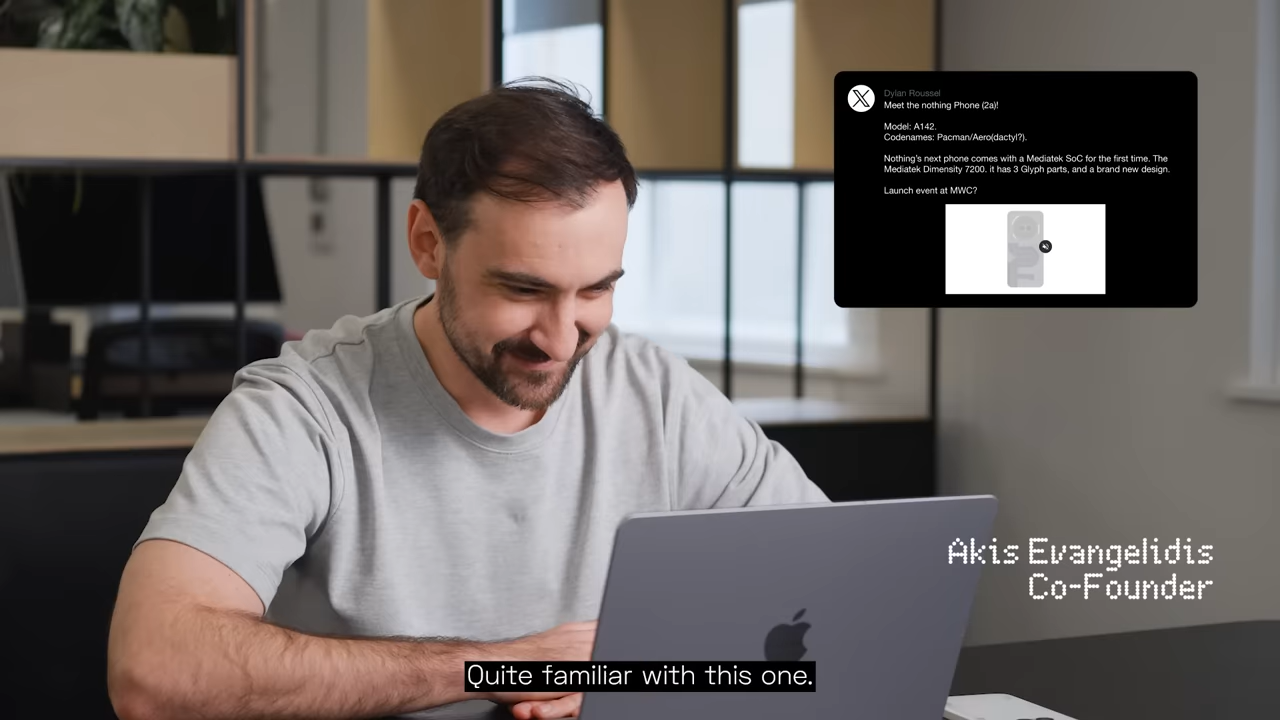 Dylan Roussel
Meet the nothing Phone (2a)!
Model: A142.
Codenames: Pacman/Aero(dactyl?).
Nothing's next phone comes with a Mediatek SoC for the first time. The
Mediatek Dimensity 7200. it has 3 Glyph parts, and a brand new design.
Launch event at MWC?
Akis Evangelidis
Co-Founder
Quite familiar with this one.